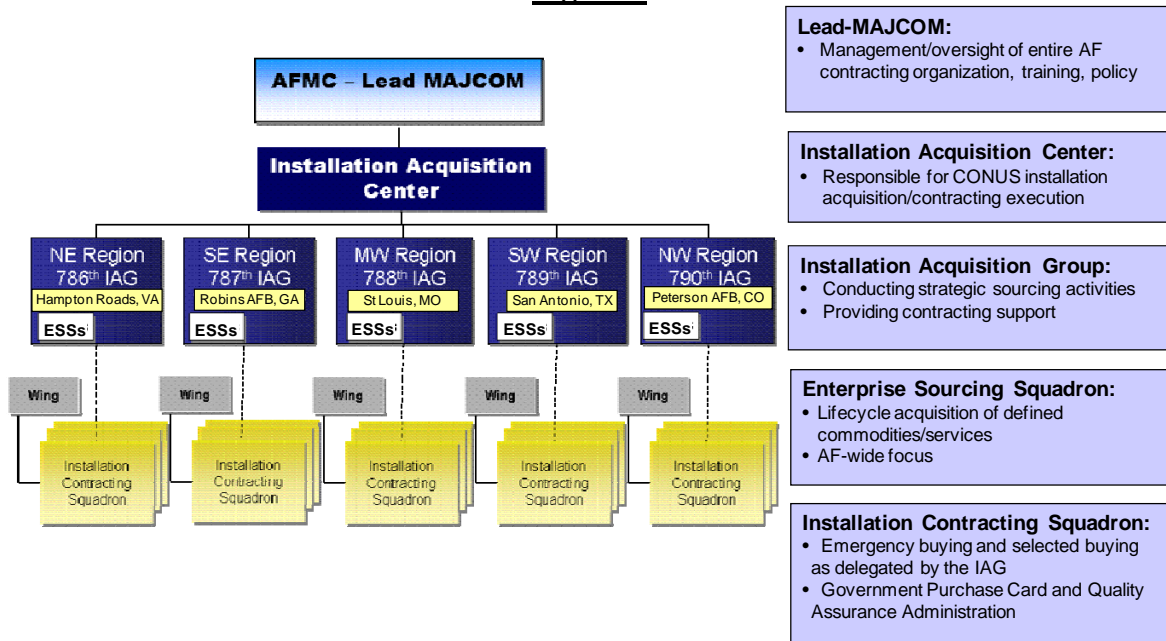 AFMC – Lead MAJCOM
Installation Acquisition
Center
NE Region
786th IAG
Hampton Roads, VA
ESSs
SE Region
787th IAG
Robins AFB, GA
ESSs
MW Region
788th IAG
St Louis, MO
ESSs
SW Region
789th IAG
San Antonio, TX
ESSs
NW Region
790th IAG
Peterson AFB, CO
ESSs
Wing
Wing
Wing
Wing
Wing
Installation
Contracting
Squadron
Installation
Contracting
Squadron
Installation
Contracting
Squadron
Installation
Contracting
Squadron
Installation
Contracting
Squadron
Lead-MAJCOM:
• Management/oversight of entire AF
contracting organization, training, policy
Installation Acquisition Center:
• Responsible for CONUS installation
acquisition/contracting execution
Installation Acquisition Group:
• Conducting strategic sourcing activities
• Providing contracting support
Enterprise Sourcing Squadron:
• Lifecycle acquisition of defined
commodities/services
• AF-wide focus
Installation Contracting Squadron:
• Emergency buying and selected buying
as delegated by the IAG
• Government Purchase Card and Quality
Assurance Administration